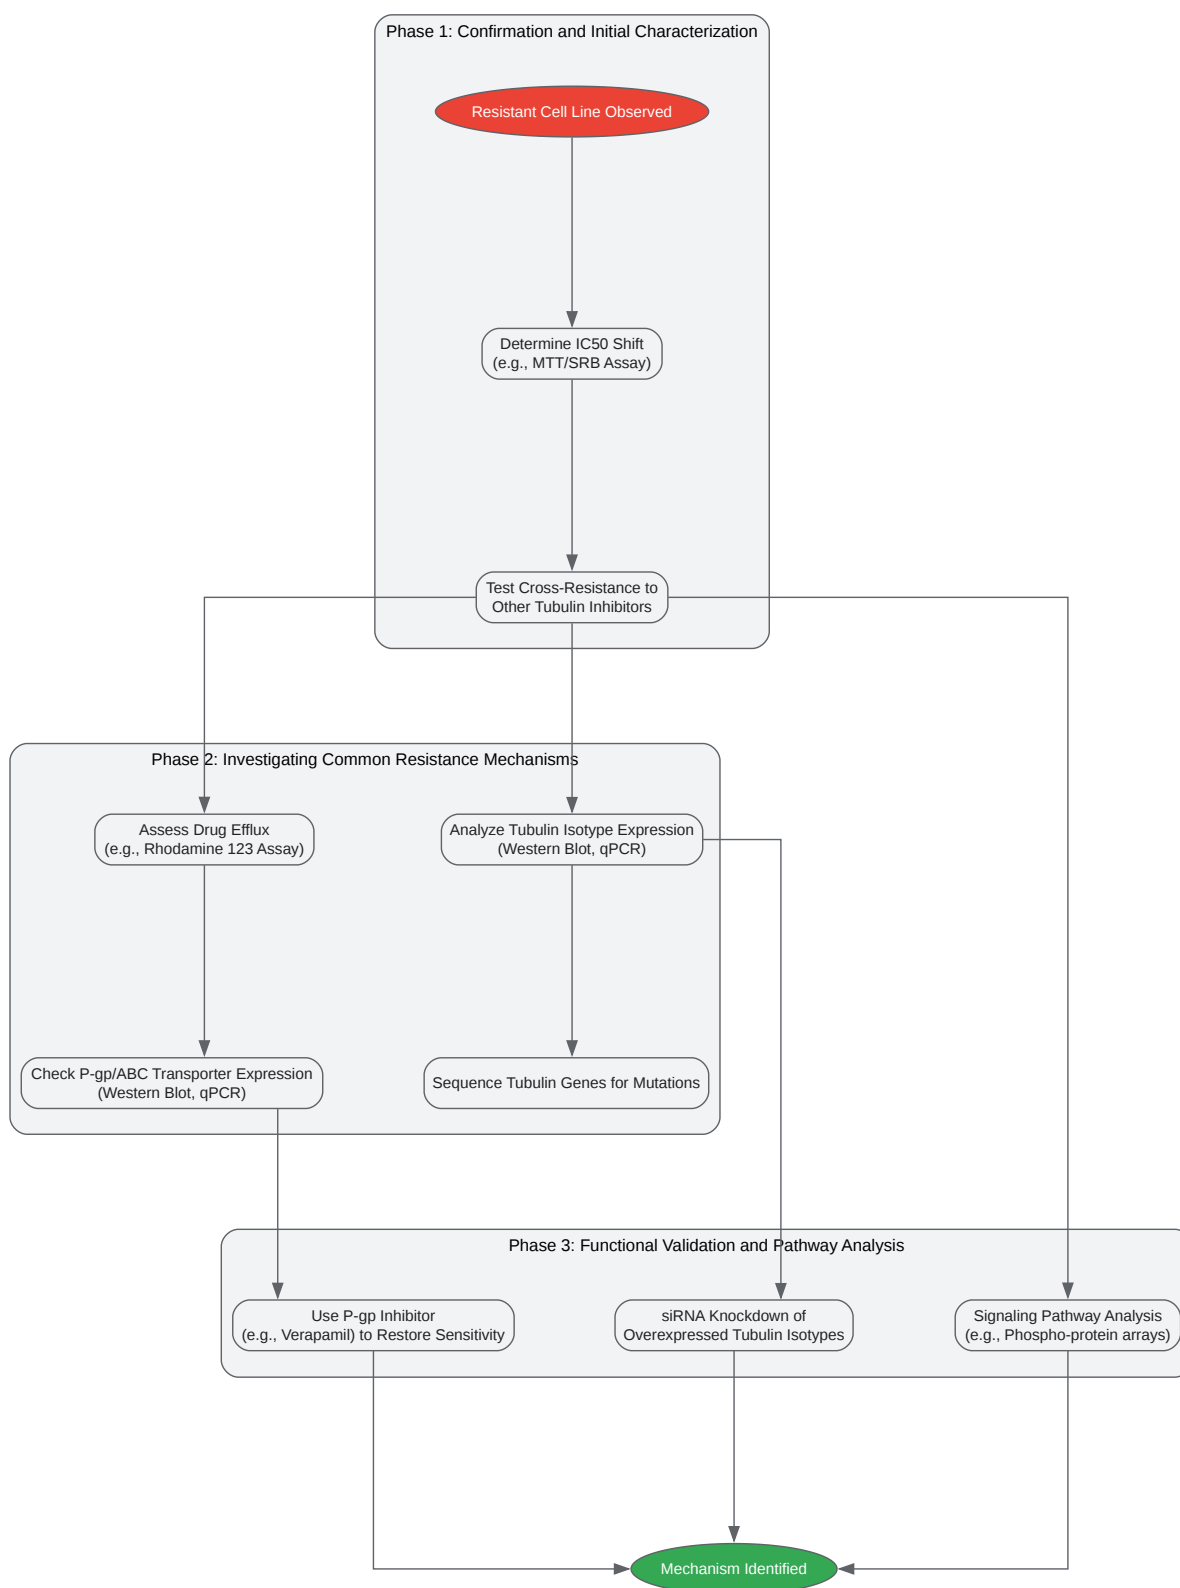 Phase 1: Confirmation and Initial Characterization
Resistant Cell Line Observed
Determine IC50 Shift
(e.g., MTT/SRB Assay)
Test Cross-Resistance to
Other Tubulin Inhibitors
Phase 2: Investigating Common Resistance Mechanisms
Assess Drug Efflux
(e.g., Rhodamine 123 Assay)
Analyze Tubulin Isotype Expression
(Western Blot, qPCR)
Check P-gp/ABC Transporter Expression
(Western Blot, qPCR)
Sequence Tubulin Genes for Mutations
Phase 3: Functional Validation and Pathway Analysis
Use P-gp Inhibitor
(e.g., Verapamil) to Restore Sensitivity
siRNA Knockdown of
Overexpressed Tubulin Isotypes
Signaling Pathway Analysis
(e.g., Phospho-protein arrays)
Mechanism Identified